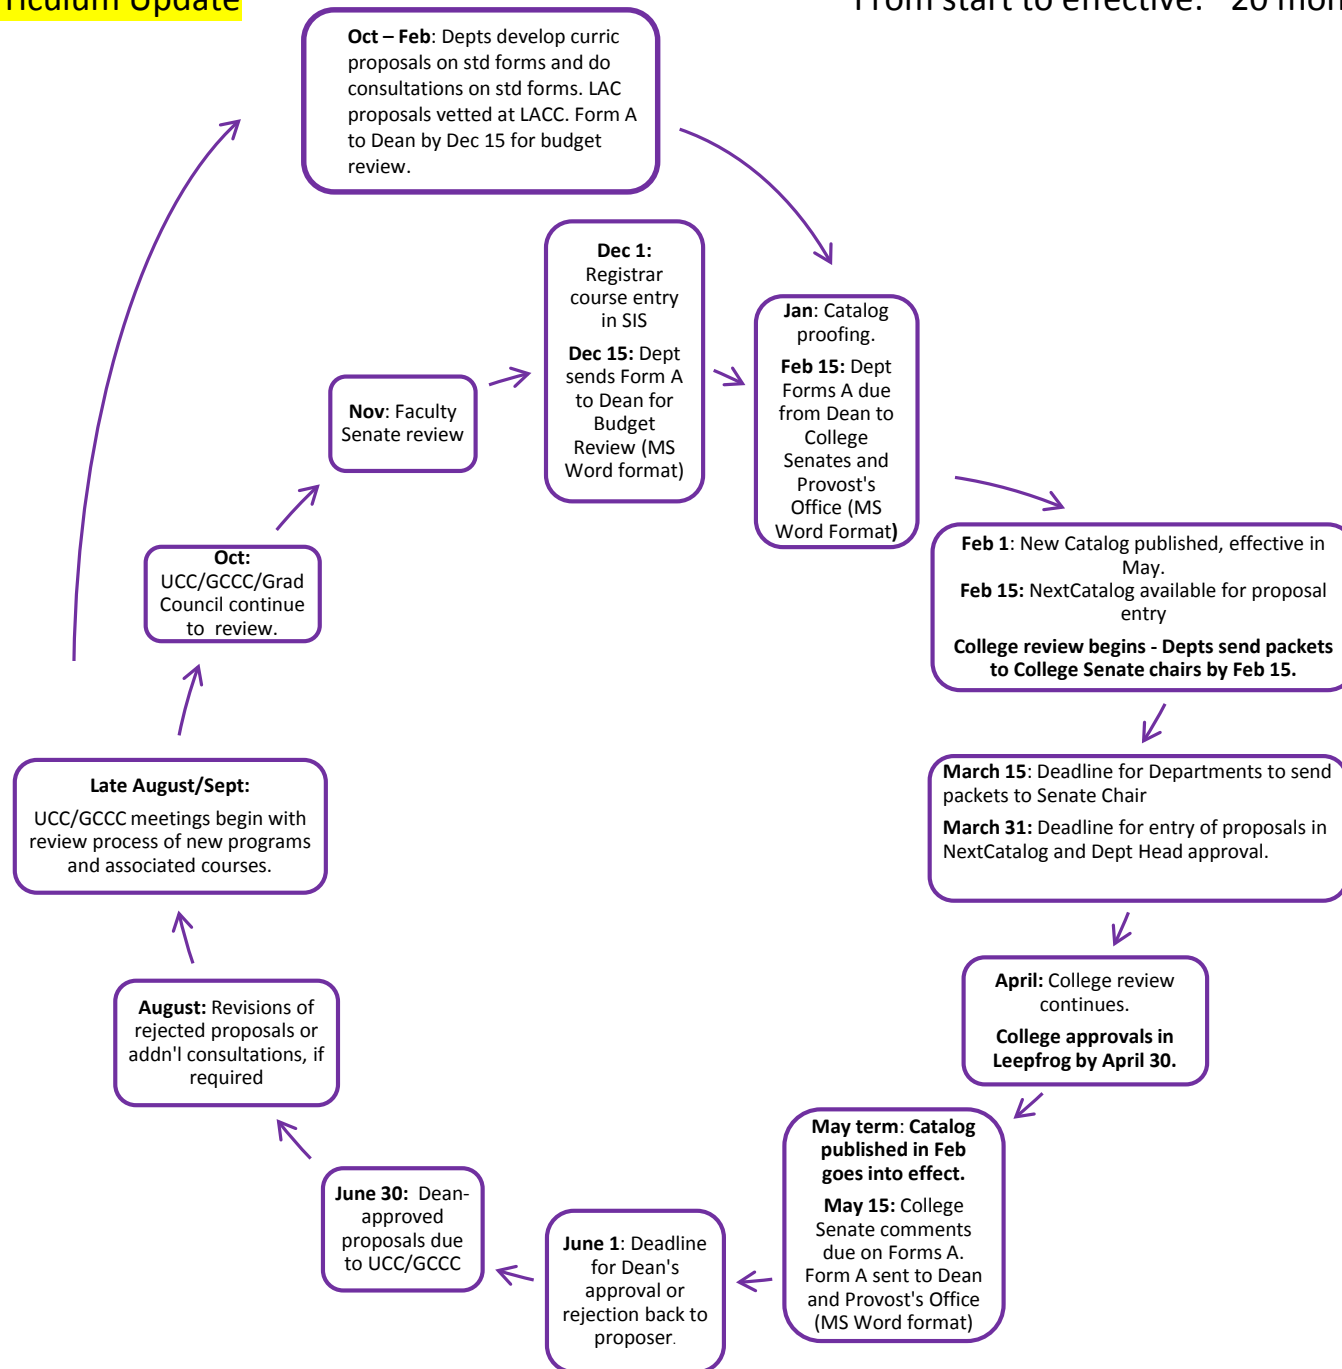 riculum Update
From start to effective: 20 mon
Oct – Feb: Depts develop curric
proposals on std forms and do
consultations on std forms. LAC
proposals vetted at LACC. Form A
to Dean by Dec 15 for budget
review.
Dec 1:
Registrar
course entry
in SIS
Dec 15: Dept
sends Form A
to Dean for
Budget
Review (MS
Word format)
Jan: Catalog
proofing.
Feb 15: Dept
Forms A due
from Dean to
College
Senates and
Provost's
Office (MS
Word Format)
Nov: Faculty
Senate review
Oct:
UCC/GCCC/Grad
Council continue
to review.
Feb 1: New Catalog published, effective in
May.
Feb 15: NextCatalog available for proposal
entry
College review begins - Depts send packets
to College Senate chairs by Feb 15.
Late August/Sept:
UCC/GCCC meetings begin with
review process of new programs
and associated courses.
March 15: Deadline for Departments to send
packets to Senate Chair
March 31: Deadline for entry of proposals in
NextCatalog and Dept Head approval.
April: College review
continues.
College approvals in
Leepfrog by April 30.
August: Revisions of
rejected proposals or
addn'l consultations, if
required
May term: Catalog
published in Feb
goes into effect.
May 15: College
Senate comments
due on Forms A.
Form A sent to Dean
and Provost's Office
(MS Word format)
June 30: Dean-
approved
proposals due
to UCC/GCCC
June 1: Deadline
for Dean's
approval or
rejection back to
proposer.